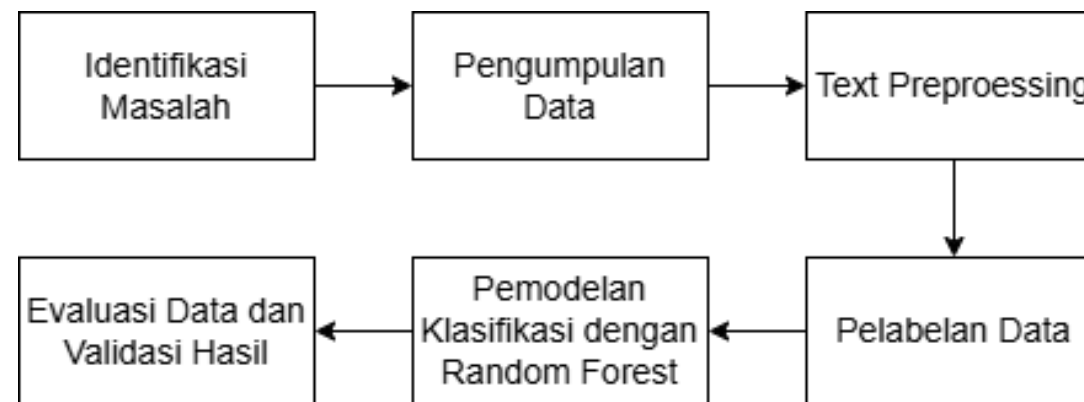 Identifikasi
Masalah
Pengumpulan
Data
Text Preproessing
Pelabelan Data
Pemodelan
Klasifikasi dengan
Random Forest
Evaluasi Data dan
Validasi Hasil